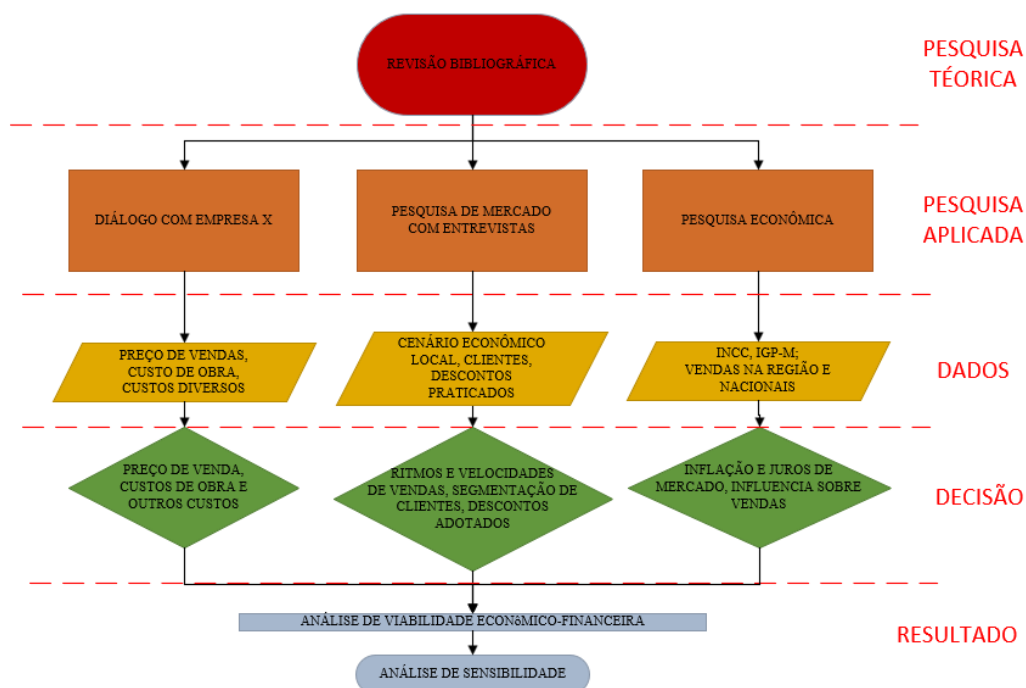 REVISÃO BIBLIOGRÁFICA
PESQUISA
TÉORICA
DIÁLOGO COM EMPRESA X
PESQUISA DE MERCADO
COM ENTREVISTAS
PESQUISA ECONÔMICA
PESQUISA
APLICADA
PREÇO DE VENDAS,
CUSTO DE OBRA,
CUSTOS DIVERSOS
CENÁRIO ECONÔMICO
LOCAL, CLIENTES,
DESCONTOS
PRATICADOS
INCC, IGP-M;
VENDAS NA REGIÃO E
NACIONAIS
DADOS
PREÇO DE VENDA,
CUSTOS DE OBRA E
OUTROS CUSTOS
RITMOS E VELOCIDADES
DE VENDAS, SEGMENTAÇÃO DE
CLIENTES, DESCONTOS
ADOTADOS
INFLAÇÃO E JUROS DE
MERCADO, INFLUENCIA SOBRE
VENDAS
DECISÃO
ANÁLISE DE VIABILIDADE ECONôMICO-FINANCEIRA
RESULTADO
ANÁLISE DE SENSIBILIDADE